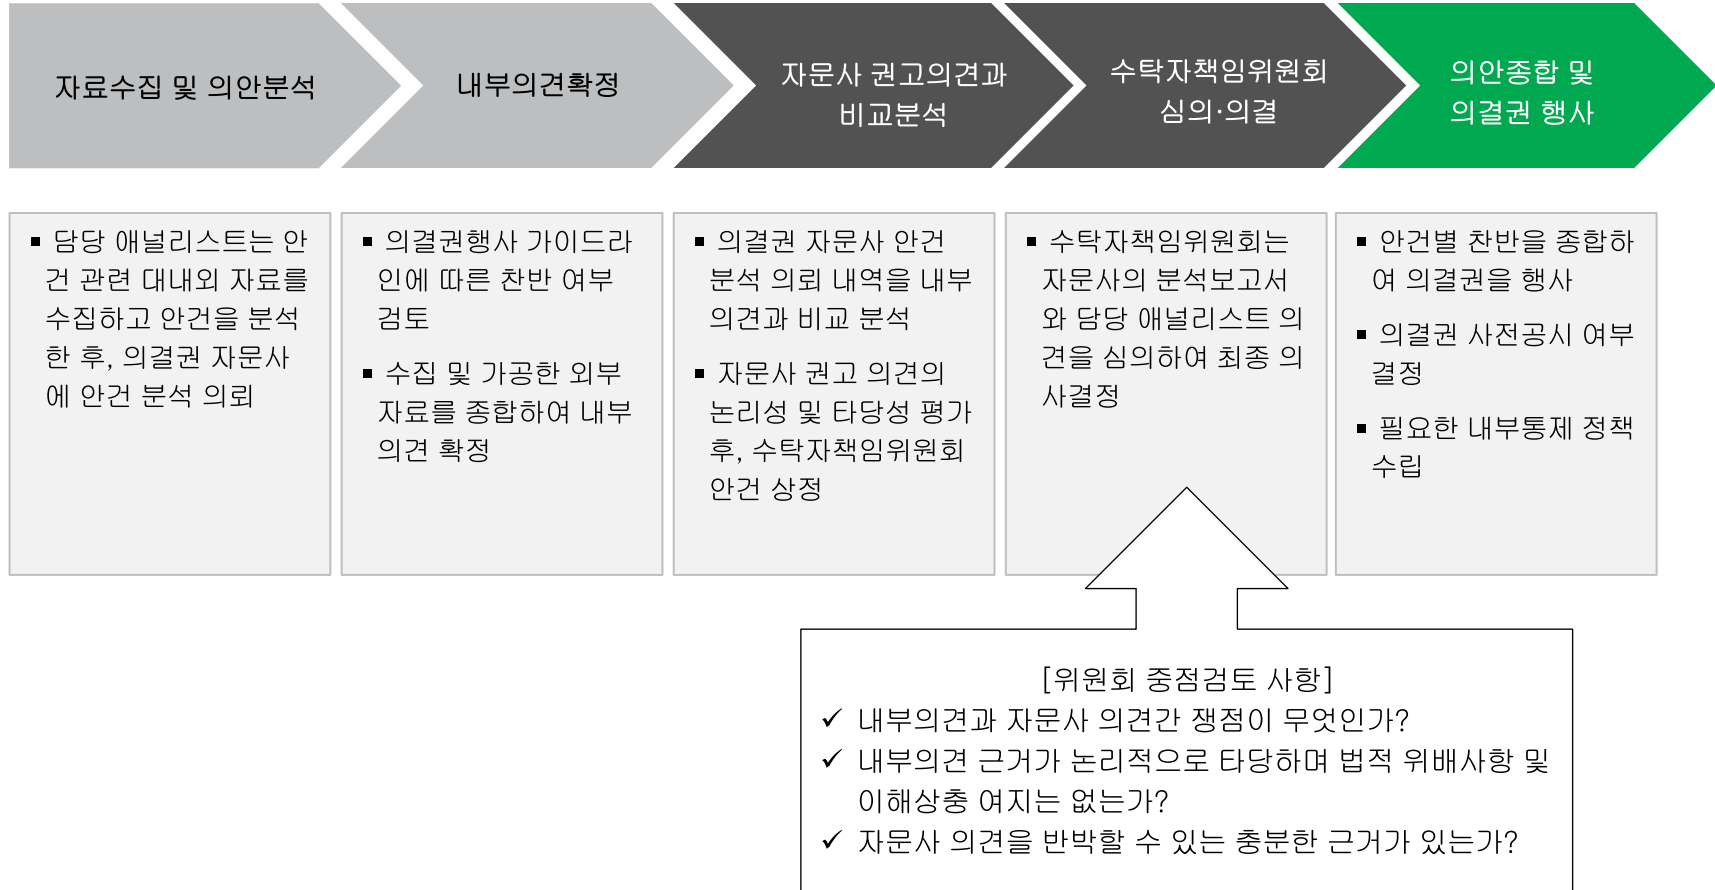 자료수집 및 의안분석
내부의견확정
자문사 권고의견과
비교분석
수탁자책임위원회
심의·의결
의안종합 및
의결권 행사
▪ 담당 애널리스트는 안
건 관련 대내외 자료를
수집하고 안건을 분석
한 후, 의결권 자문사
에 안건 분석 의뢰
▪ 의결권행사 가이드라
인에 따른 찬반 여부
검토
▪ 수집 및 가공한 외부
자료를 종합하여 내부
의견 확정
▪ 의결권 자문사 안건
분석 의뢰 내역을 내부
의견과 비교 분석
▪ 자문사 권고 의견의
논리성 및 타당성 평가
후, 수탁자책임위원회
안건 상정
▪ 수탁자책임위원회는
자문사의 분석보고서
와 담당 애널리스트 의
견을 심의하여 최종 의
사결정
▪ 안건별 찬반을 종합하
여 의결권을 행사
▪ 의결권 사전공시 여부
결정
▪ 필요한 내부통제 정책
수립
[위원회 중점검토 사항]
✓ 내부의견과 자문사 의견간 쟁점이 무엇인가?
✓ 내부의견 근거가 논리적으로 타당하며 법적 위배사항 및
이해상충 여지는 없는가?
✓ 자문사 의견을 반박할 수 있는 충분한 근거가 있는가?